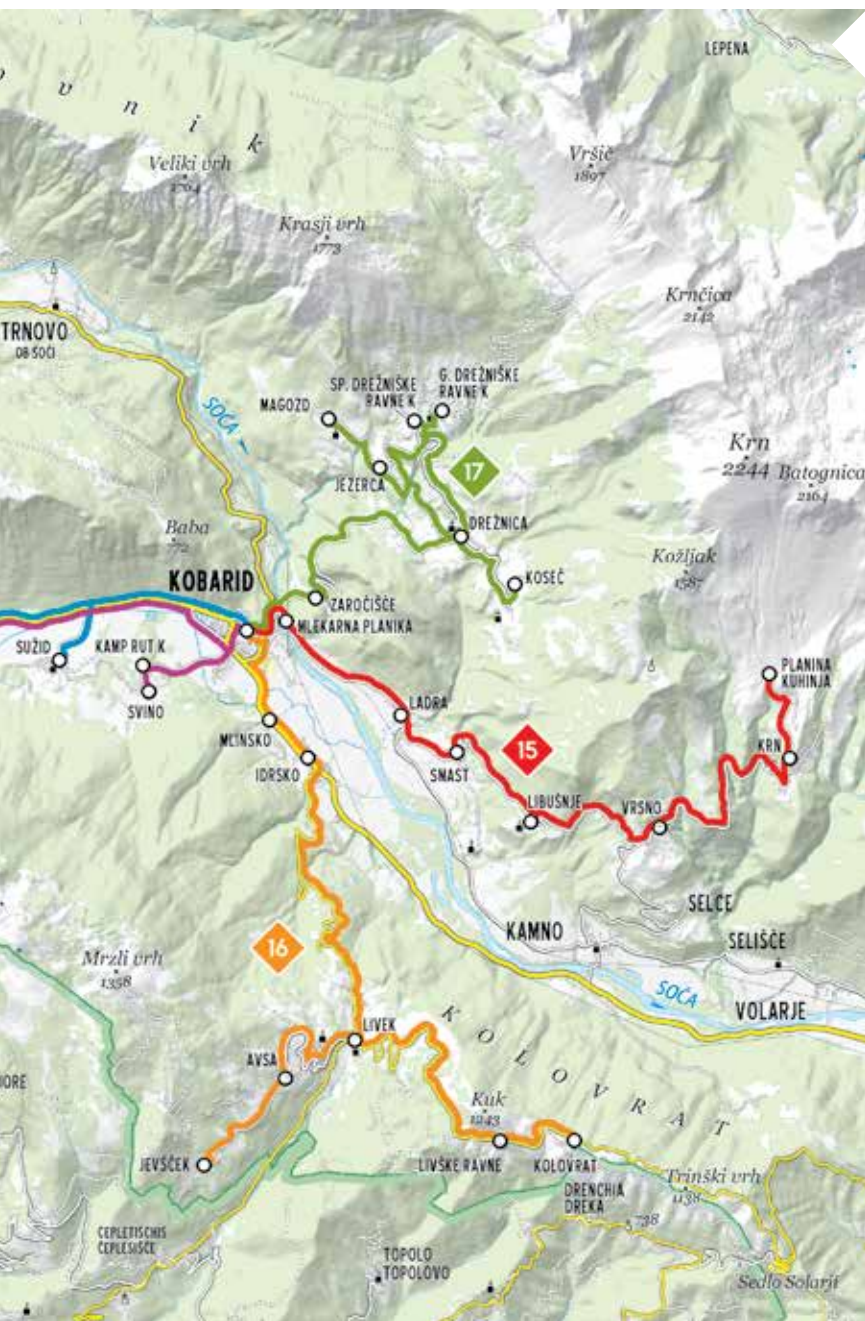 LEPENA
o
v
n
i
k
Veliki vrh
1764
Vršič
1897
Krasji vrh
1773
Krnčica
2142
TRNOVO
OB SOČI
SOČA
MAGOZD
SP. DREŽNIŠKE
RAVNE K
G. DREŽNIŠKE
RAVNE K
JEZERCA
17
Krn
2244
Batognica
2164
DREŽNICA
Baba
772
KOBARID
KOSEČ
Kožljak
1587
ZAROČIŠČE
MLEKARNA PLANIKA
SUŽID
KAMP RUT K
SVINO
PLANINA
KUHINJA
LADRA
MLINSKO
IDRSKO
SMAST
15
KRN
LIBUŠNJE
VRSNO
SELCE
16
KAMNO
SELIŠČE
Mrzli vrh
1358
SOČA
VOLARJE
LIVEK
K O L O V R A T
AVSA
JORE
Kuk
1243
JEVŠČEK
LIVŠKE RAVNE
KOLOVRAT
DRENCHIA
DREKA
Trinški vrh
1138
738
CEPLETISCHIS
ČEPLESIŠČE
TOPOLO
TOPOLOVO
Sedlo Solarji